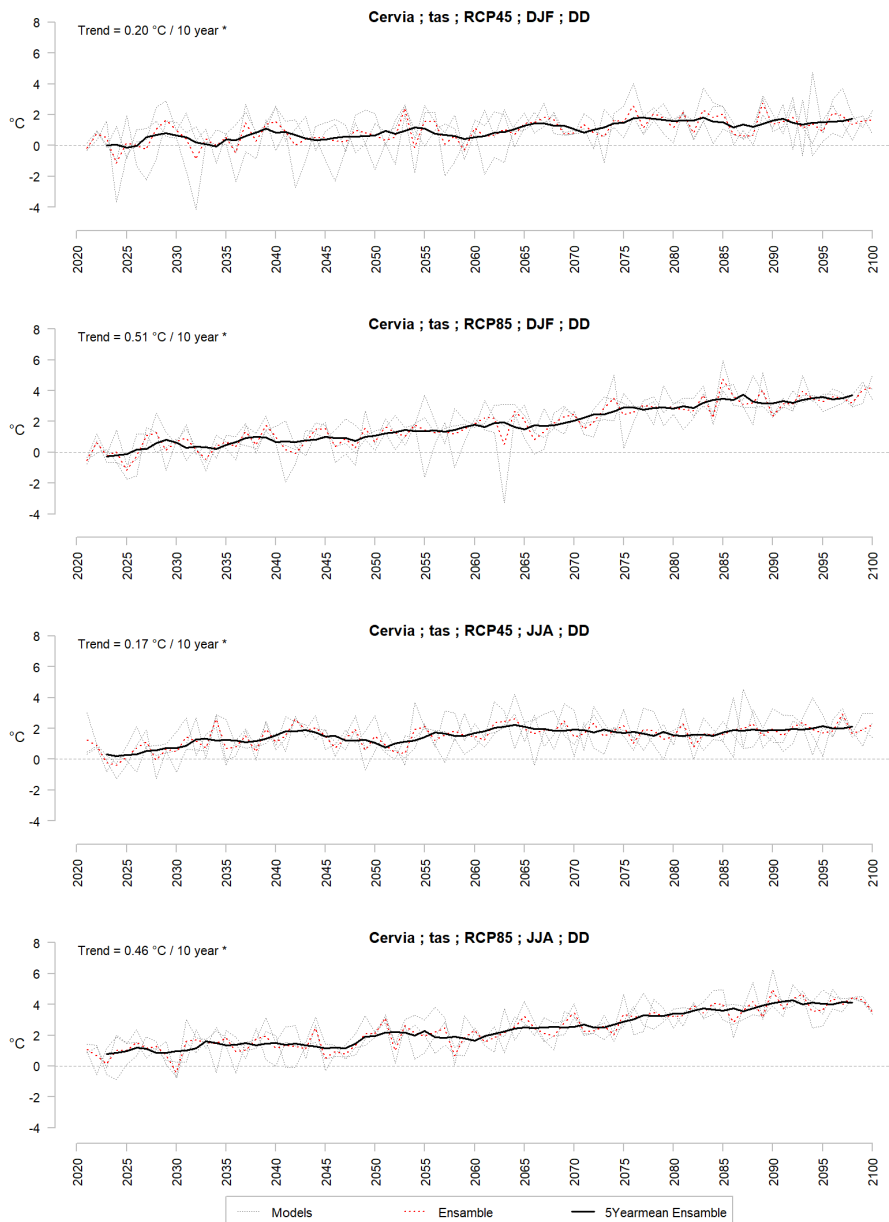 Cervia ; tas ; RCP45 ; DJF ; DD
Trend = 0.20 °C / 10 year *
8
6
4
2
0
-2
-4
°C
2020 2025 2030 2035 2040 2045 2050 2055 2060 2065 2070 2075 2080 2085 2090 2095 2100
Cervia ; tas ; RCP85 ; DJF ; DD
Trend = 0.51 °C / 10 year *
8
6
4
2
0
-2
-4
°C
2020 2025 2030 2035 2040 2045 2050 2055 2060 2065 2070 2075 2080 2085 2090 2095 2100
Cervia ; tas ; RCP45 ; JJA ; DD
Trend = 0.17 °C / 10 year *
8
6
4
2
0
-2
-4
°C
2020 2025 2030 2035 2040 2045 2050 2055 2060 2065 2070 2075 2080 2085 2090 2095 2100
Cervia ; tas ; RCP85 ; JJA ; DD
Trend = 0.46 °C / 10 year *
8
6
4
2
0
-2
-4
°C
2020 2025 2030 2035 2040 2045 2050 2055 2060 2065 2070 2075 2080 2085 2090 2095 2100
Models Ensamble 5Yearmean Ensamble